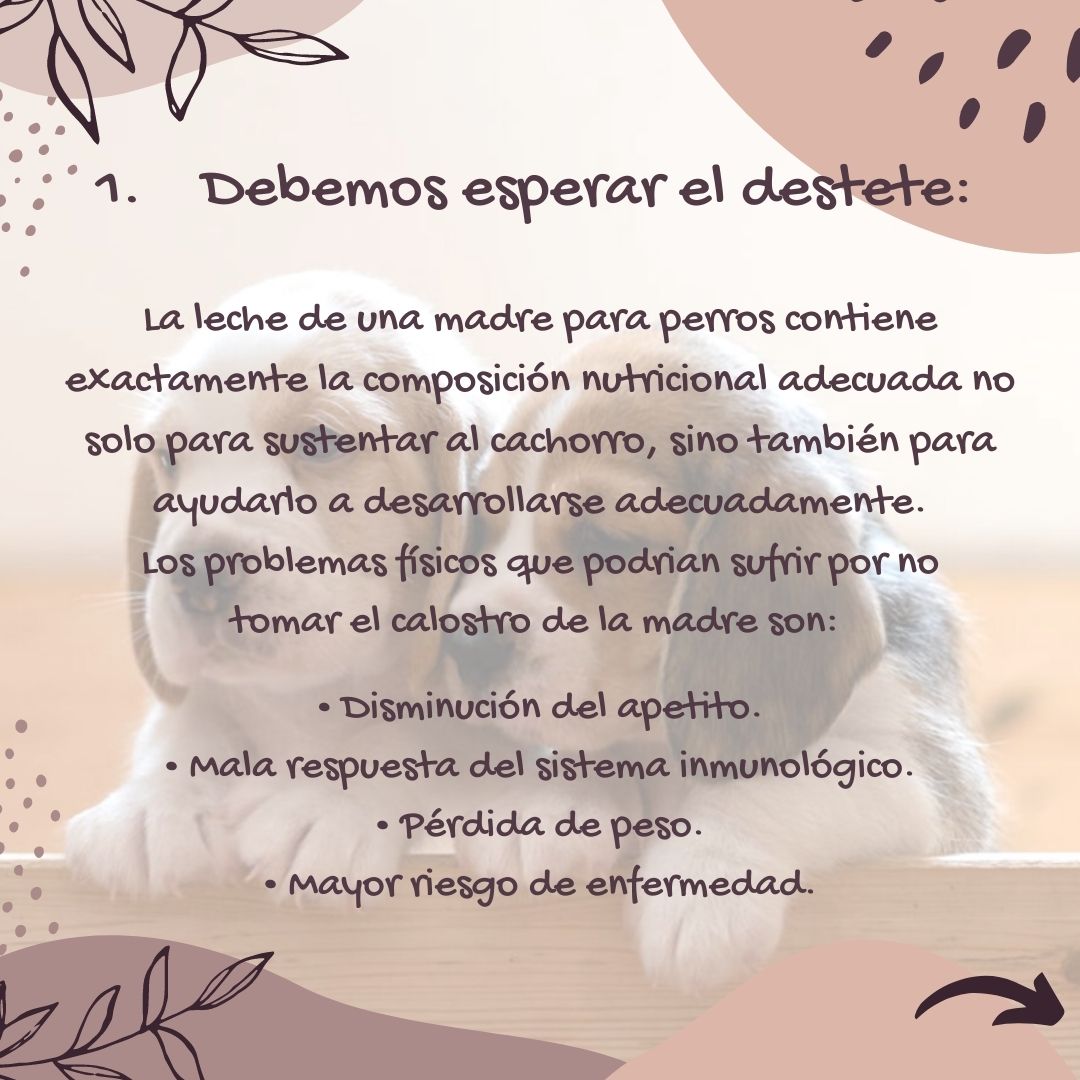 1. Debemos esperar el destete:
La leche de una madre para perros contiene
exactamente la composición nutricional adecuada no
solo para sustentar al cachorro, sino también para
ayudarlo a desarrollarse adecuadamente.
Los problemas físicos que podrian sufrir por no
tomar el calostro de la madre son:
• Disminución del apetito.
• Mala respuesta del sistema inmunológico.
• Pérdida de peso.
• Mayor riesgo de enfermedad.